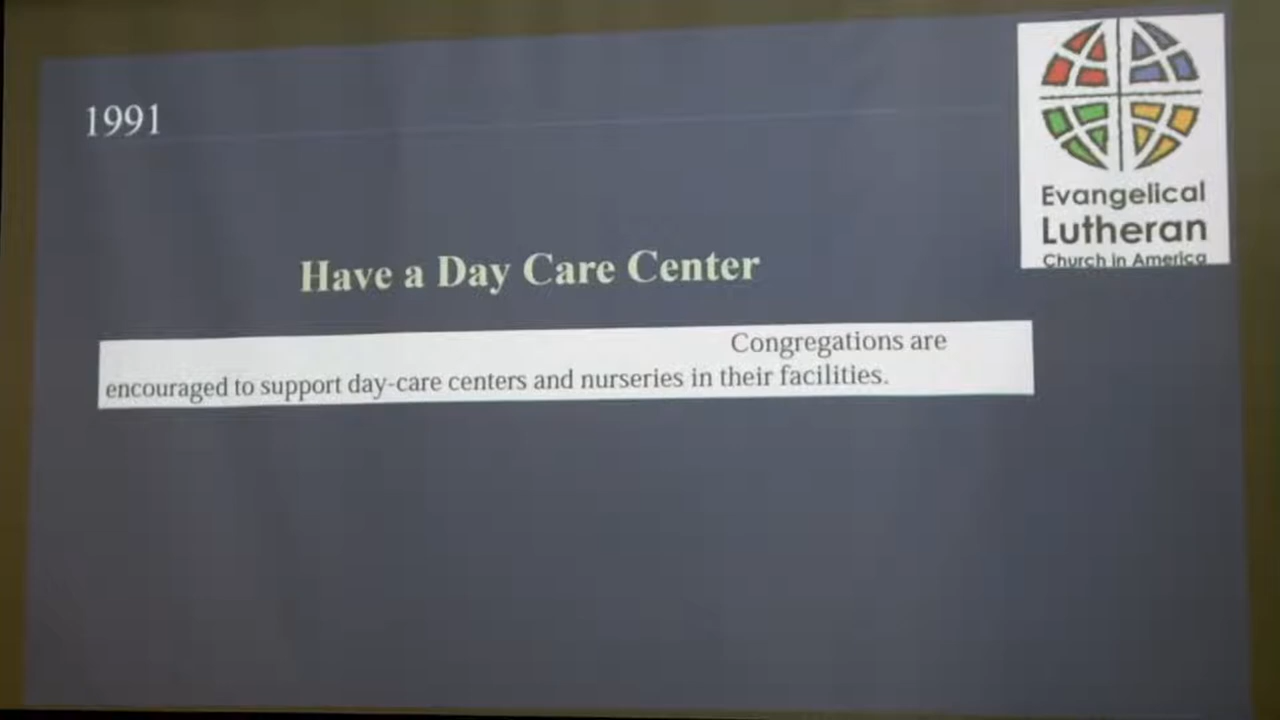 1991
Evangelical
Lutheran
Church in America
Have a Day Care Center
Congregations are
encouraged to support day-care centers and nurseries in their facilities.